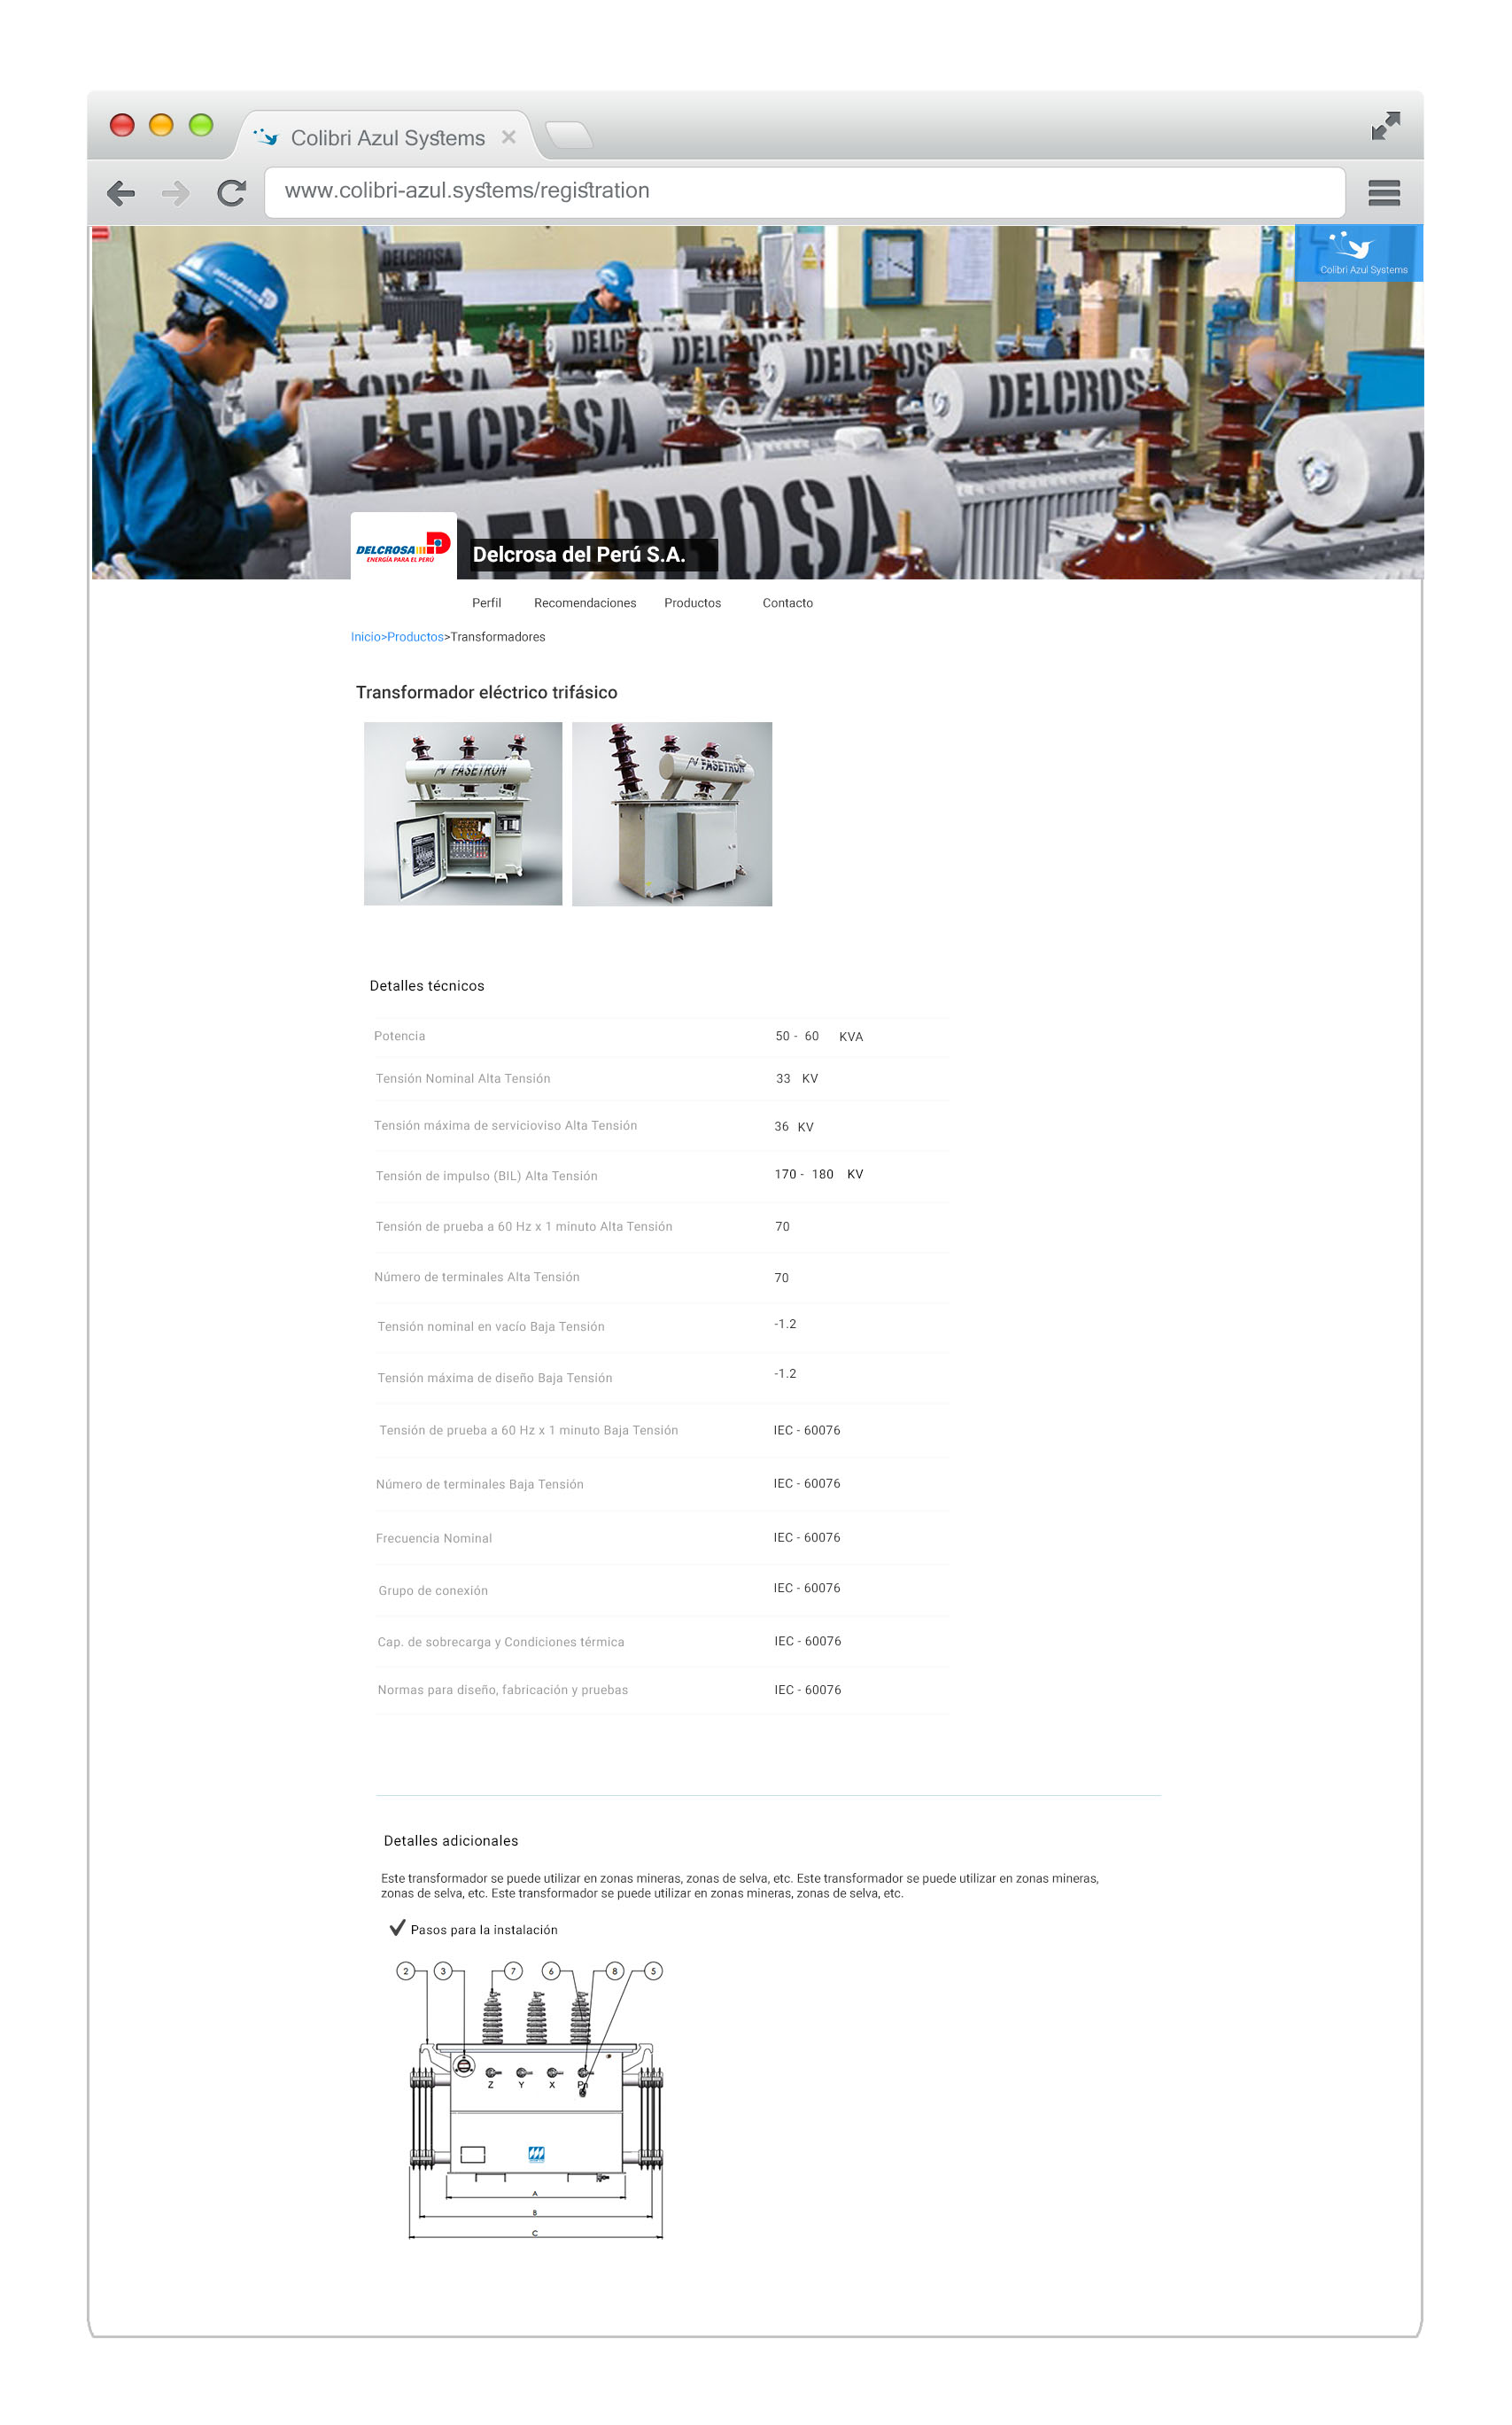 Colibri Azul Systems
www.colibri-azul.systems/registration
Colibri Azul Systems
DELCROSA
DELCROSA
DELCROSA
DELCROSA
DELCROSA
DELCROSA
ENERGÍA PARA EL PERÚ
Delcrosa del Perú S.A.
Perfil Recomendaciones Productos Contacto
Inicio>Productos>Transformadores
Transformador eléctrico trifásico
FASETRON FASETRON
Detalles técnicos
Potencia 50 - 60 KVA
Tensión Nominal Alta Tensión 33 KV
Tensión máxima de servicioviso Alta Tensión 36 KV
Tensión de impulso (BIL) Alta Tensión 170 - 180 KV
Tensión de prueba a 60 Hz x 1 minuto Alta Tensión 70
Número de terminales Alta Tensión 70
Tensión nominal en vacío Baja Tensión -1.2
Tensión máxima de diseño Baja Tensión -1.2
Tensión de prueba a 60 Hz x 1 minuto Baja Tensión IEC - 60076
Número de terminales Baja Tensión IEC - 60076
Frecuencia Nominal IEC - 60076
Grupo de conexión IEC - 60076
Cap. de sobrecarga y Condiciones térmica IEC - 60076
Normas para diseño, fabricación y pruebas IEC - 60076
Detalles adicionales
Este transformador se puede utilizar en zonas mineras, zonas de selva, etc. Este transformador se puede utilizar en zonas mineras,
zonas de selva, etc. Este transformador se puede utilizar en zonas mineras, zonas de selva, etc.
Pasos para la instalación
2 3 7 6 8 5
Z Y X Pn
A
B
C